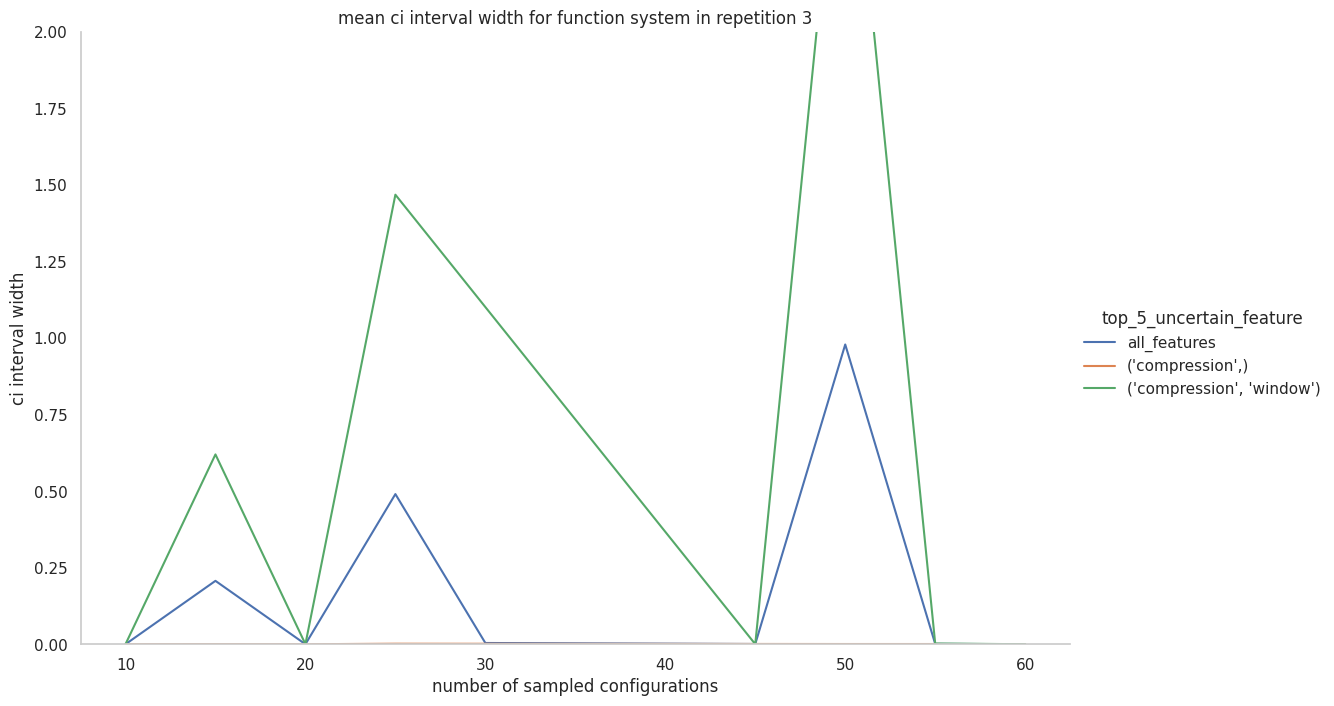 mean ci interval width for function system in repetition 3
2.00
1.75
1.50
1.25
1.00
0.75
0.50
0.25
0.00
ci interval width
10
20
30
40
50
60
number of sampled configurations
top_5_uncertain_feature
all_features
('compression',)
('compression', 'window')